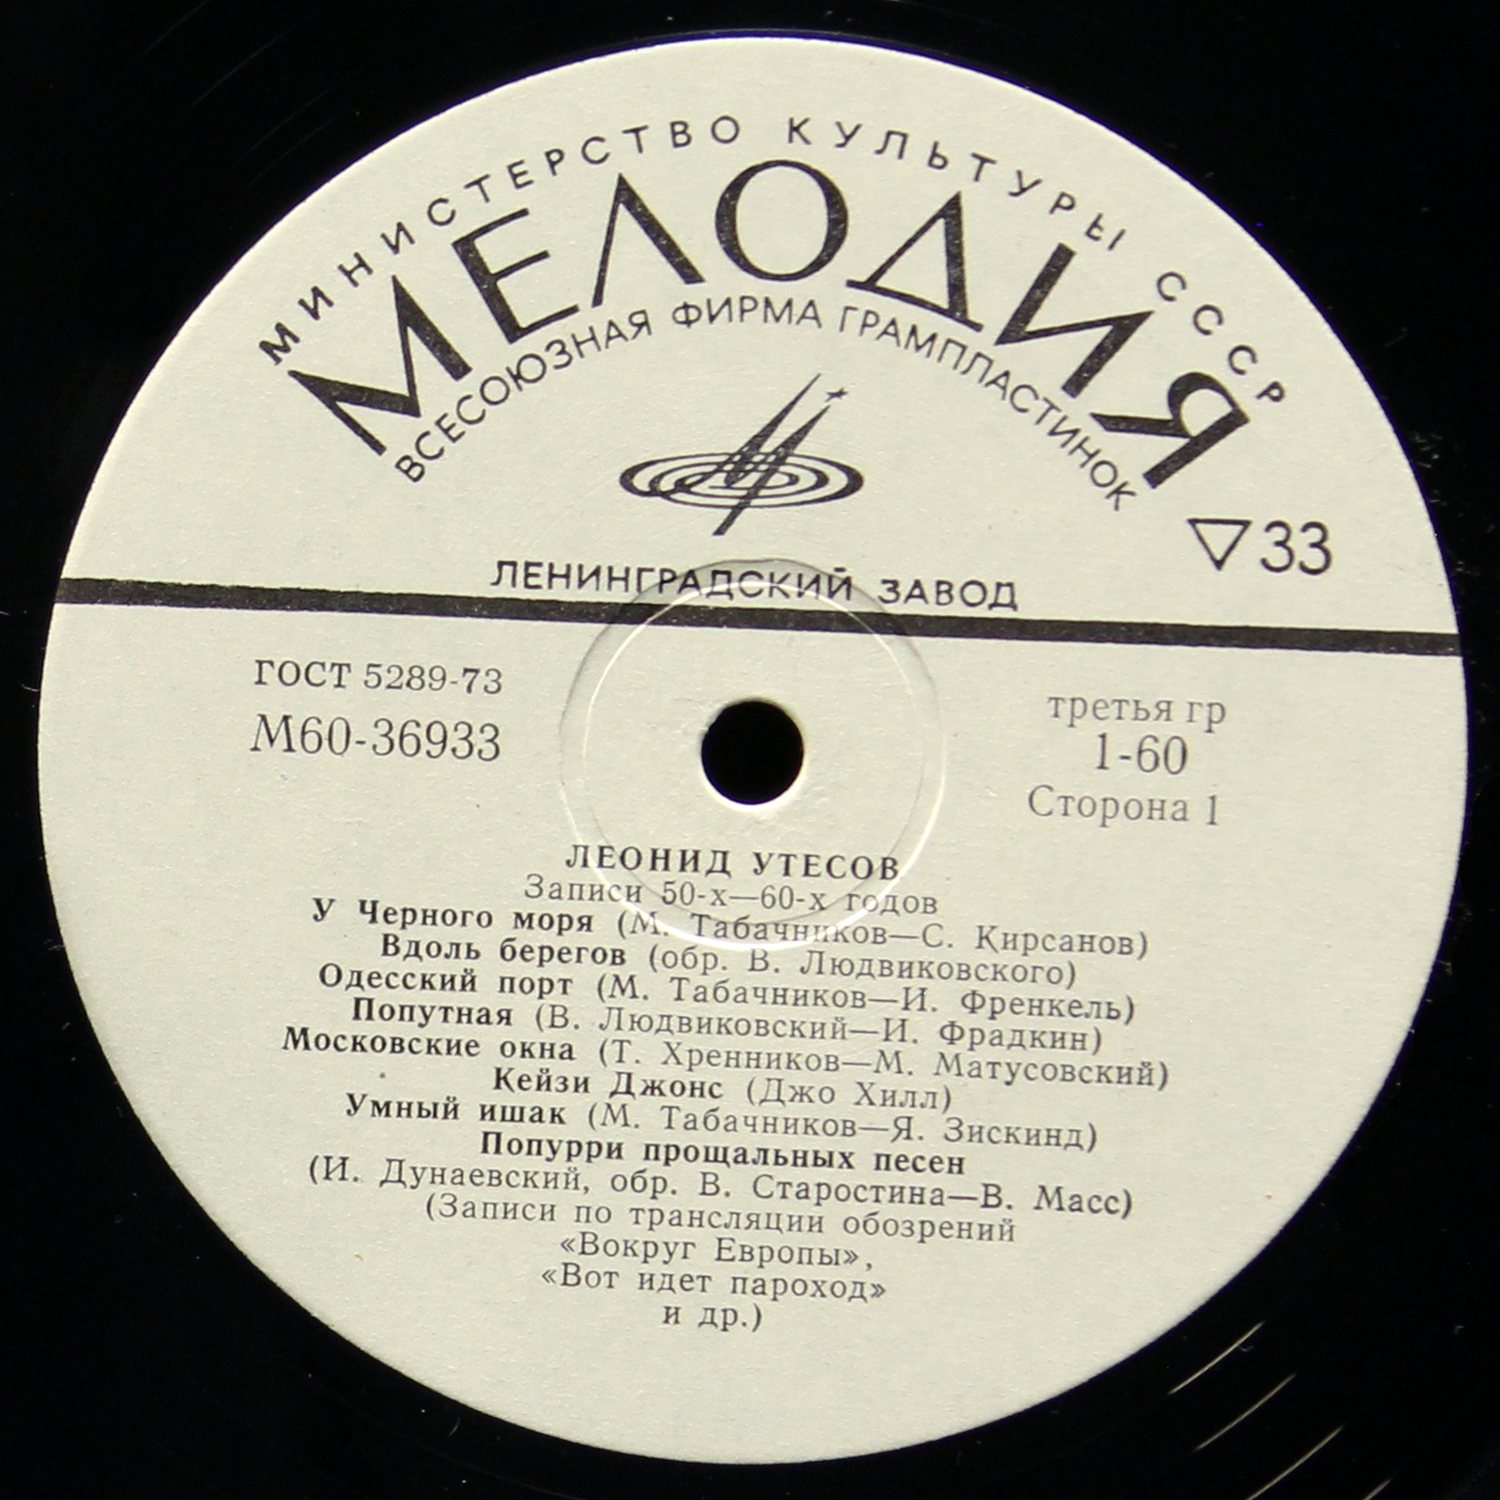 МИНИСТЕРСТВО КУЛЬТУРЫ СССР
МЕЛОДИЯ
ВСЕСОЮЗНАЯ ФИРМА ГРАМПЛАСТИНОК
33
ЛЕНИНГРАДСКИЙ ЗАВОД
ГОСТ 5289-73
М60-36933
третья гр
1-60
Сторона 1
ЛЕОНИД УТЕСОВ
Записи 50-х—60-х годов
У Черного моря (М. Табачников—С. Кирсанов)
Вдоль берегов (обр. В. Людвиковского)
Одесский порт (М. Табачников—И. Френкель)
Попутная (В. Людвиковский—И. Фрадкин)
Московские окна (Т. Хренников—М. Матусовский)
Кейзи Джонс (Джо Хилл)
Умный ишак (М. Табачников—Я. Зискинд)
Попурри прощальных песен
(И. Дунаевский, обр. В. Старостина—В. Масс)
(Записи по трансляции обозрений
«Вокруг Европы»,
«Вот идет пароход»
и др.)